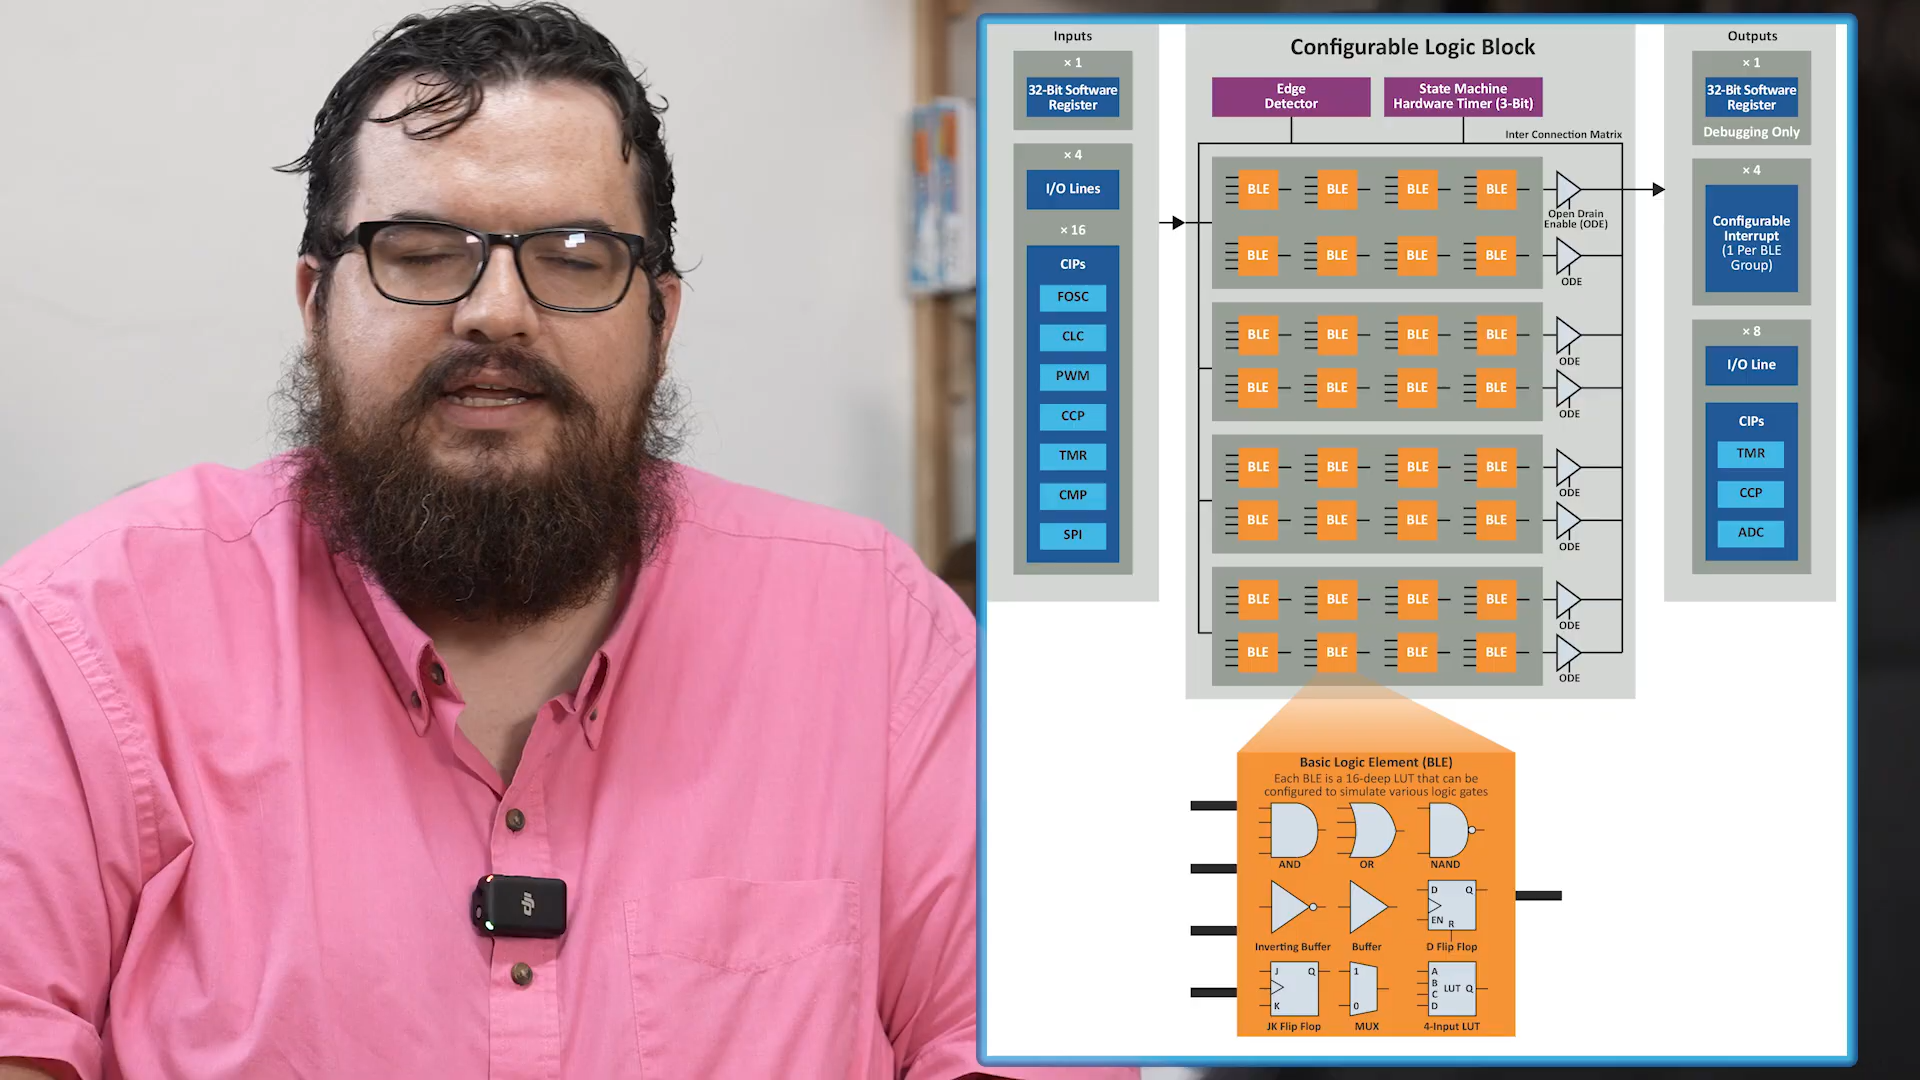 Inputs
× 1
32-Bit Software
Register
× 4
I/O Lines
× 16
CIPs
FOSC
CLC
PWM
CCP
TMR
CMP
SPI
Configurable Logic Block
Edge
Detector
State Machine
Hardware Timer (3-Bit)
Inter Connection Matrix
BLE BLE BLE BLE
Open Drain
Enable (ODE)
BLE BLE BLE BLE
ODE
BLE BLE BLE BLE
ODE
BLE BLE BLE BLE
ODE
BLE BLE BLE BLE
ODE
BLE BLE BLE BLE
ODE
BLE BLE BLE BLE
ODE
BLE BLE BLE BLE
ODE
Outputs
× 1
32-Bit Software
Register
Debugging Only
× 4
Configurable
Interrupt
(1 Per BLE
Group)
× 8
I/O Line
CIPs
TMR
CCP
ADC
Basic Logic Element (BLE)
Each BLE is a 16-deep LUT that can be
configured to simulate various logic gates
AND OR NAND
D Q
EN R
Inverting Buffer Buffer D Flip Flop
J Q
K
1
0
A
B
C
D
LUT Q
JK Flip Flop MUX 4-Input LUT
dji